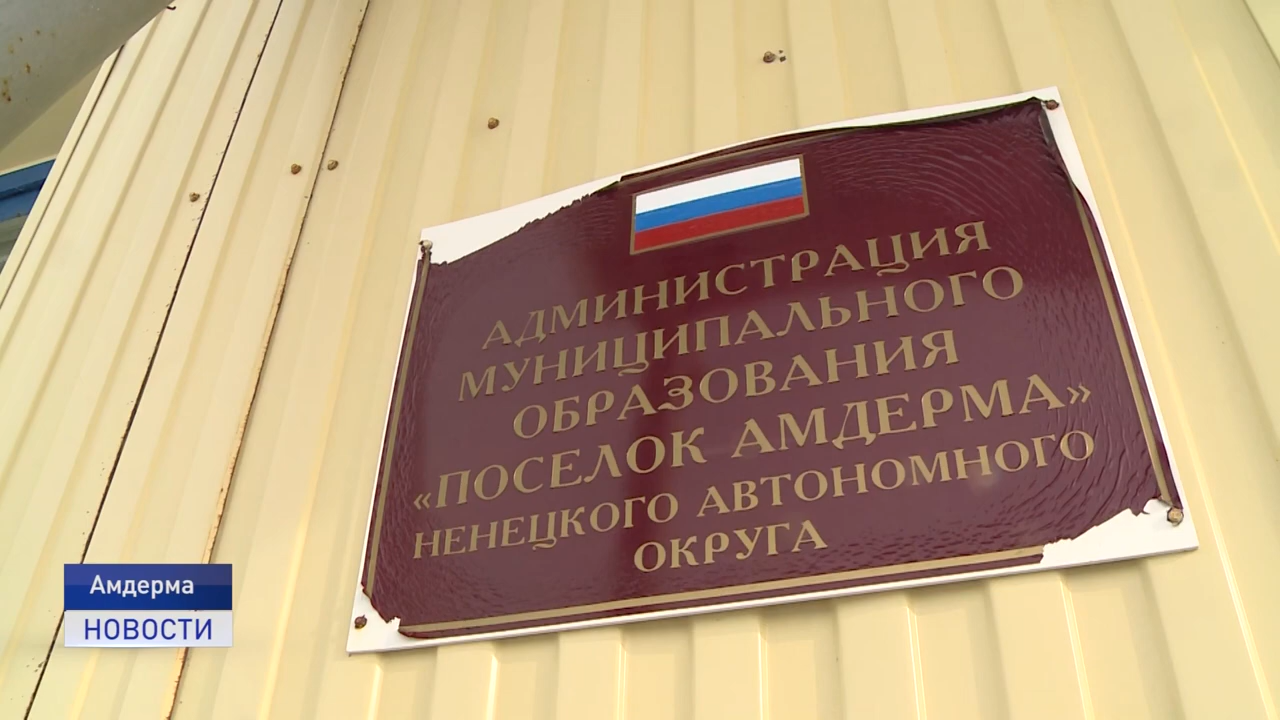 АДМИНИСТРАЦИЯ
МУНИЦИПАЛЬНОГО
ОБРАЗОВАНИЯ
«ПОСЕЛОК АМДЕРМА»
НЕНЕЦКОГО АВТОНОМНОГО
ОКРУГА
Амдерма
НОВОСТИ